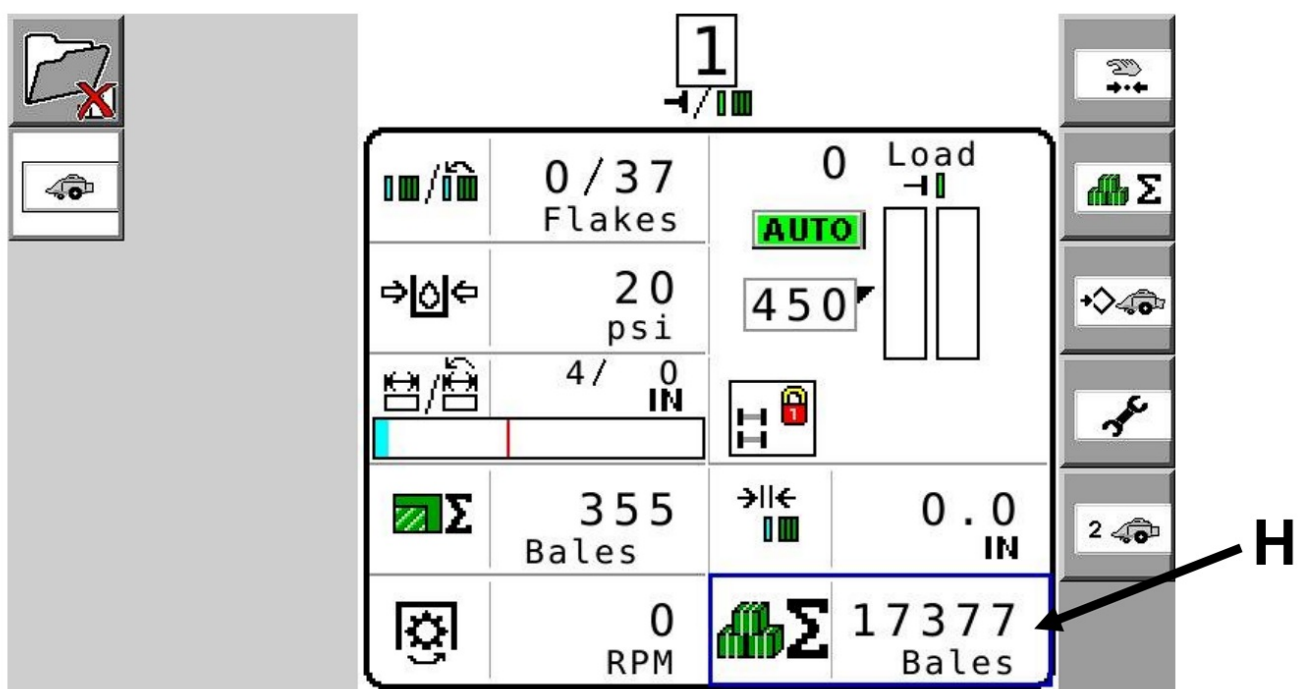 1
0/37
Flakes
0 Load
AUTO
20
psi
450
4/ 0
IN
1
355
Bales
0.0
IN
2
H
0
RPM
17377
Bales